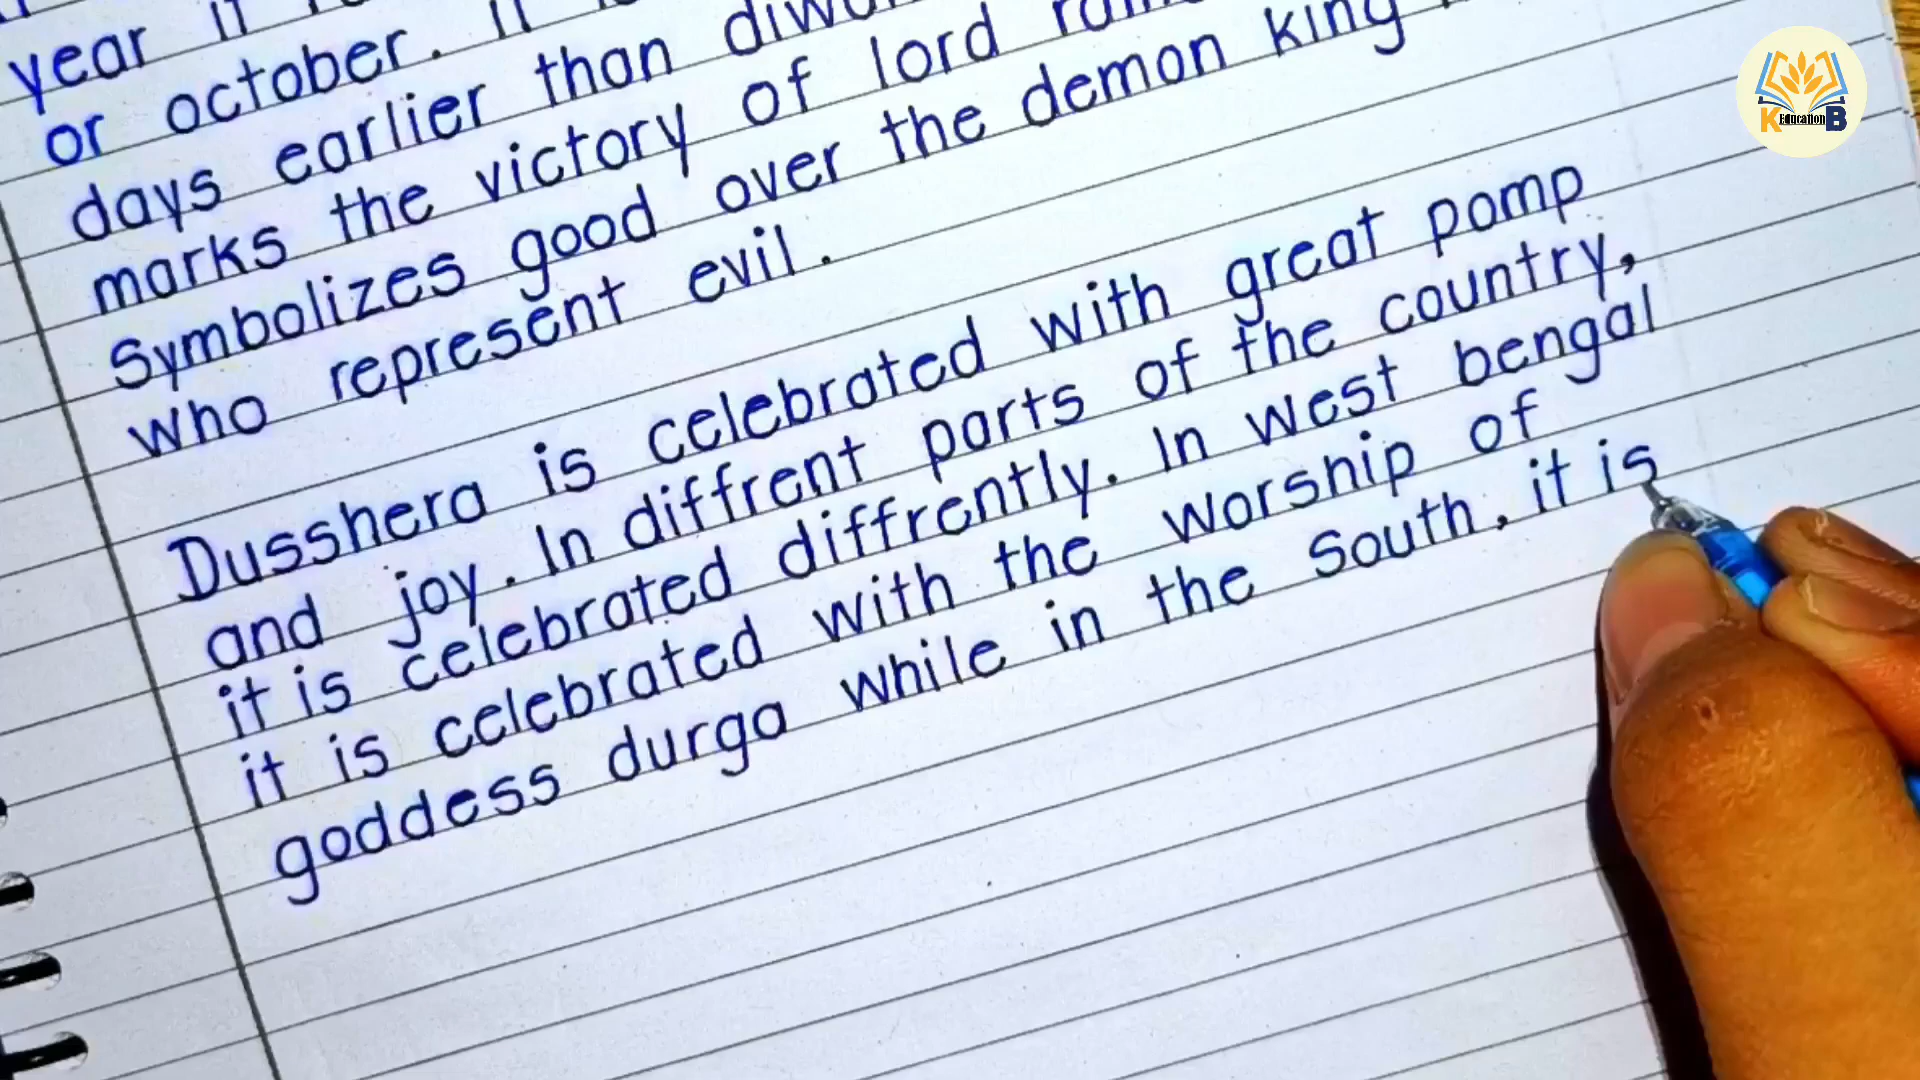 year it
or october. It
days earlier than
marks the victory of lord
Symbolizes good over the demon king
who represent evil.
Dusshera is celebrated with great pomp
and joy. In diffrent parts of the country,
it is celebrated diffrently. In west bengal
it is celebrated with the worship of
goddess durga while in the South, it is
K Education B